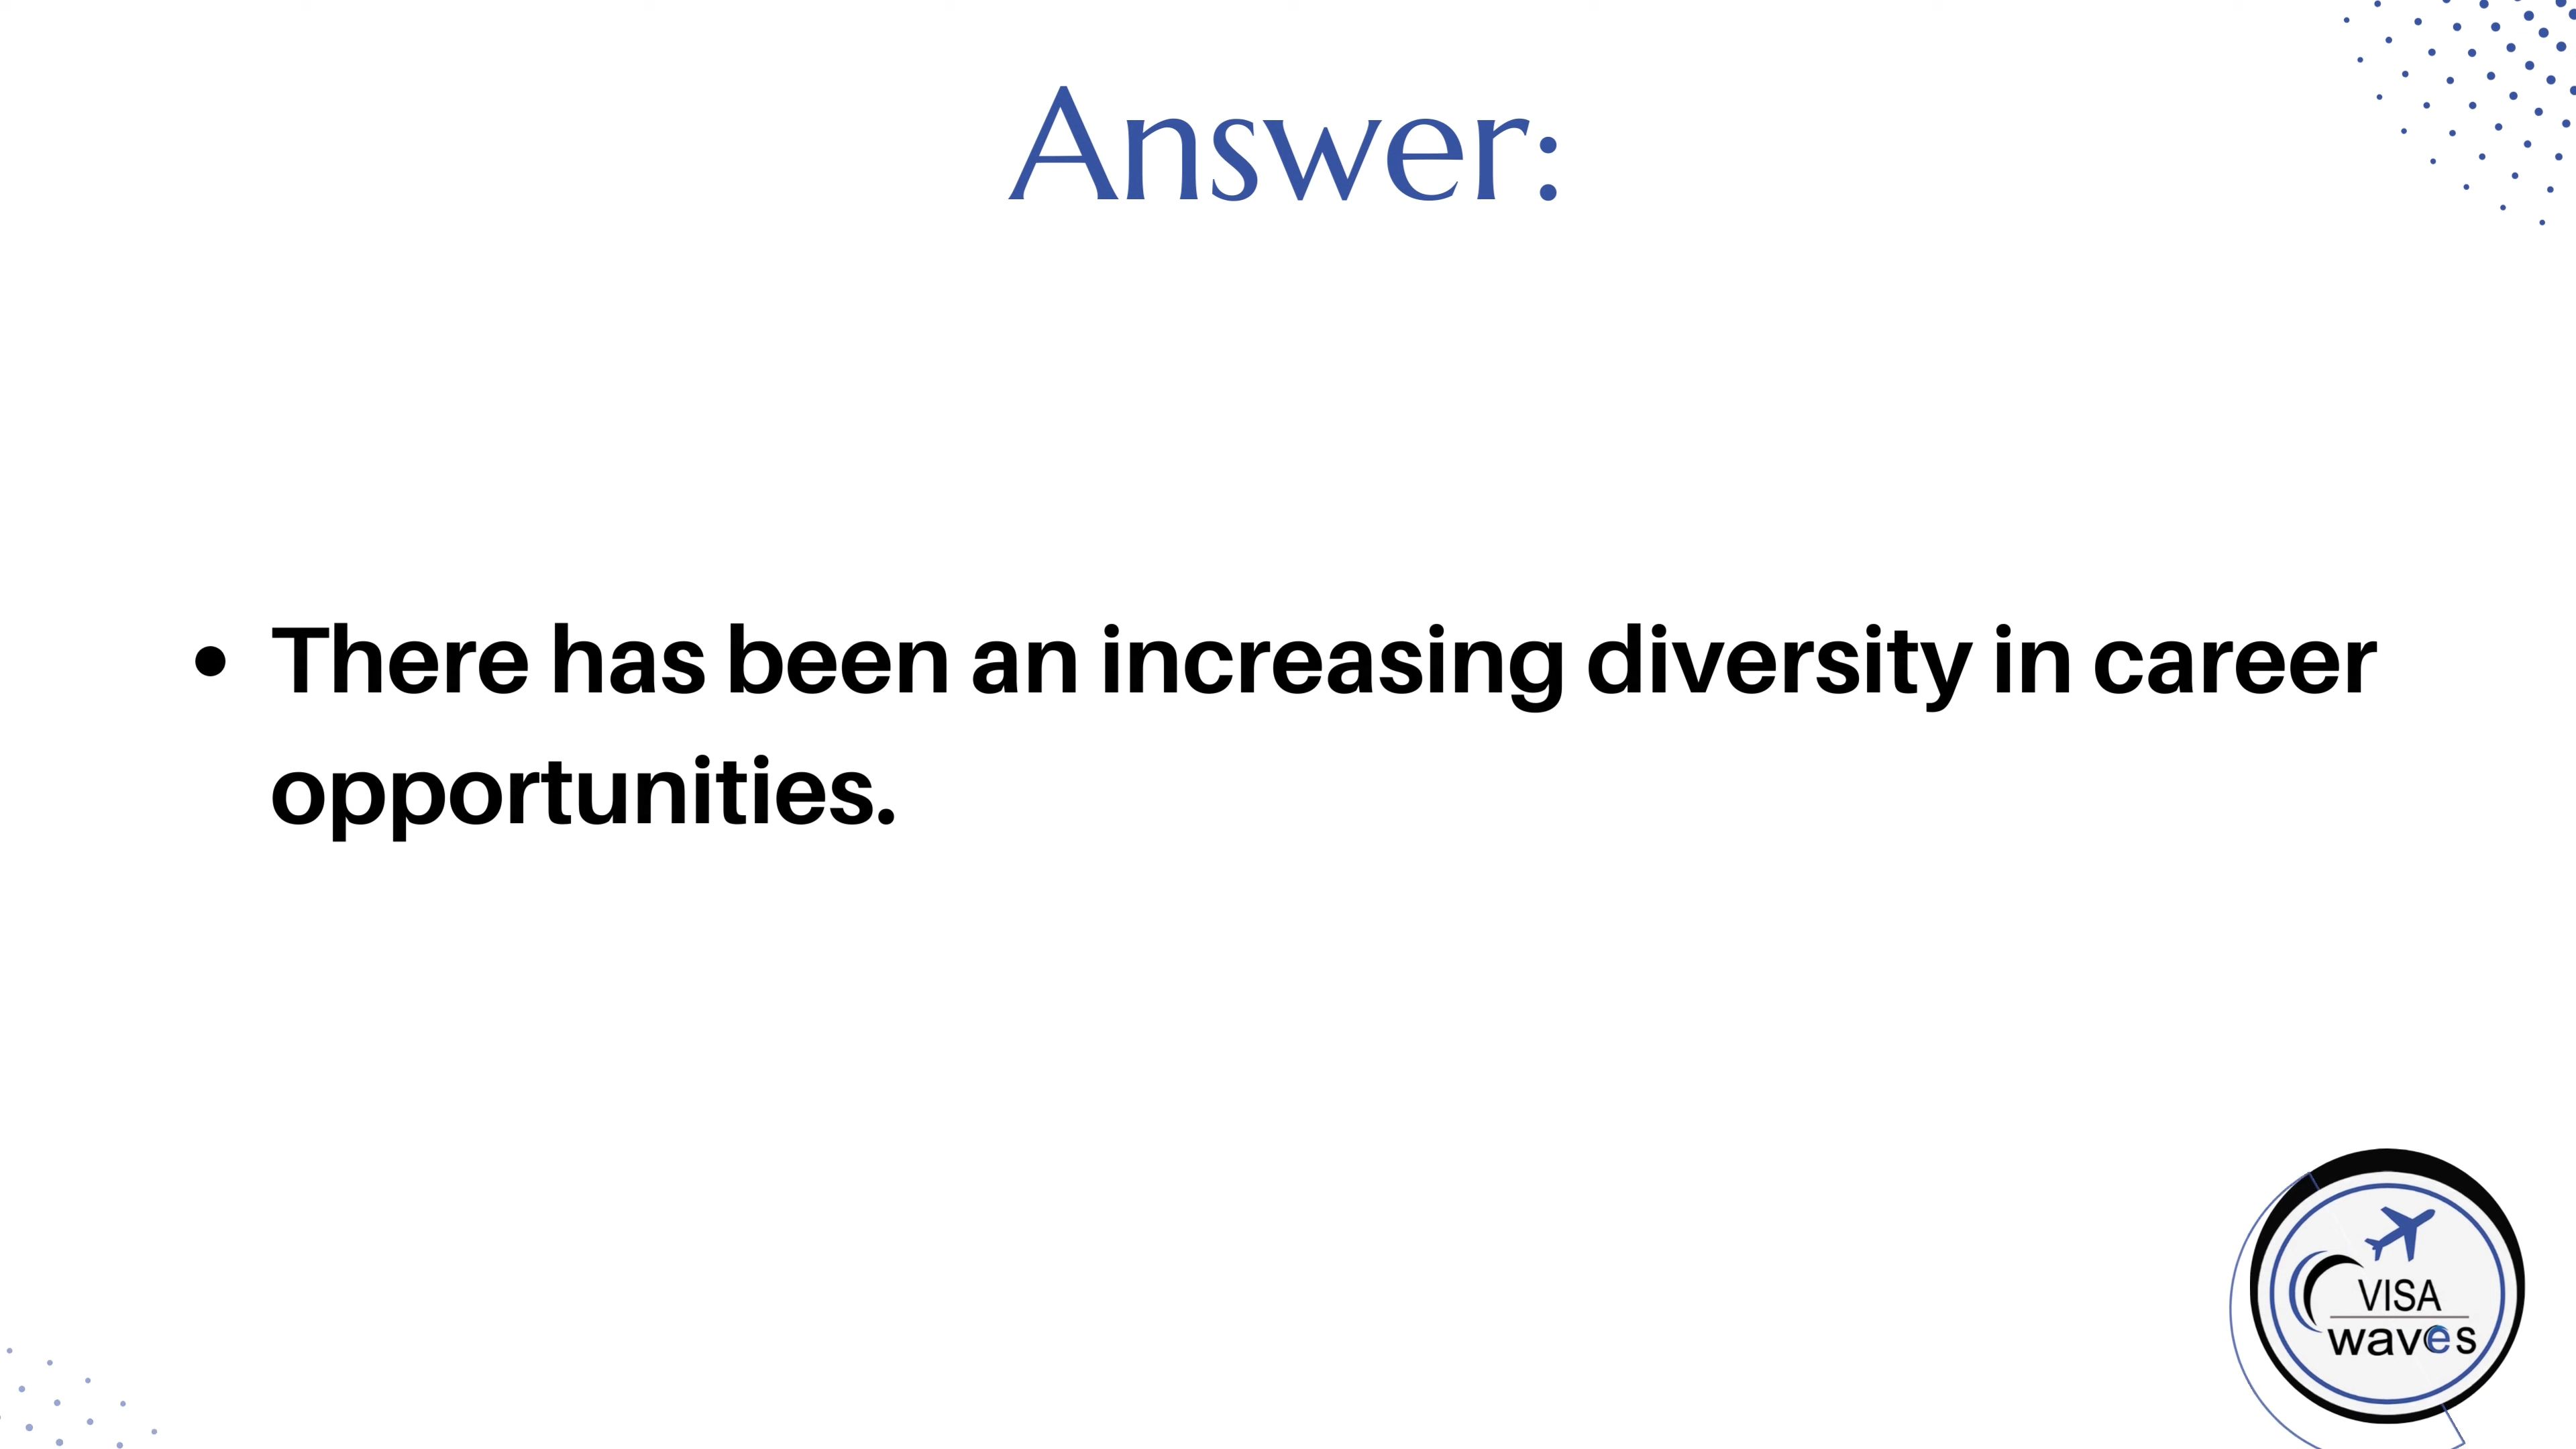 Answer:
• There has been an increasing diversity in career
opportunities.
VISA
waves